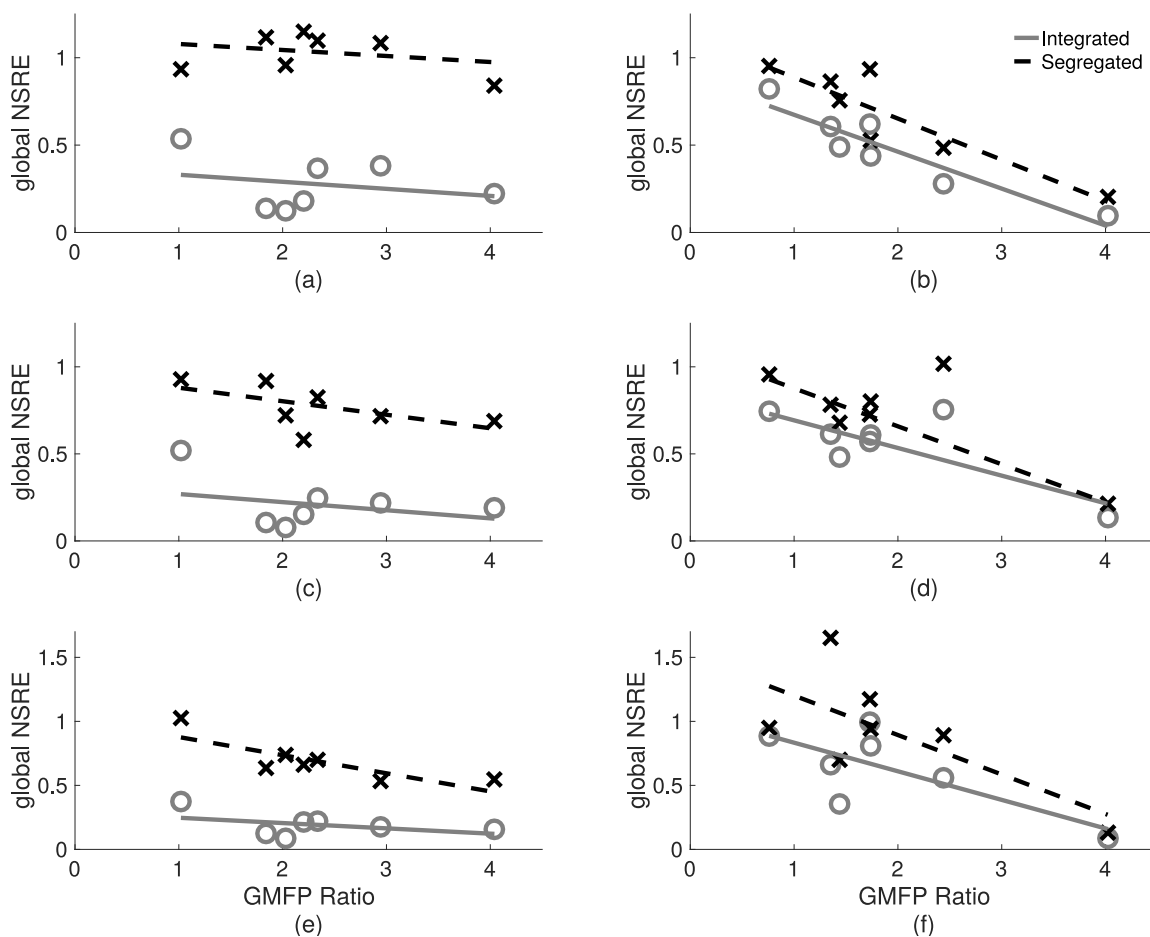 global NSRE
1
0.5
0
0 1 2 3 4
(a)
global NSRE
1
0.5
0
0 1 2 3 4
(b)
Integrated
Segregated
global NSRE
1
0.5
0
0 1 2 3 4
(c)
global NSRE
1
0.5
0
0 1 2 3 4
(d)
global NSRE
1.5
1
0.5
0
0 1 2 3 4
GMFP Ratio
(e)
global NSRE
1.5
1
0.5
0
0 1 2 3 4
GMFP Ratio
(f)